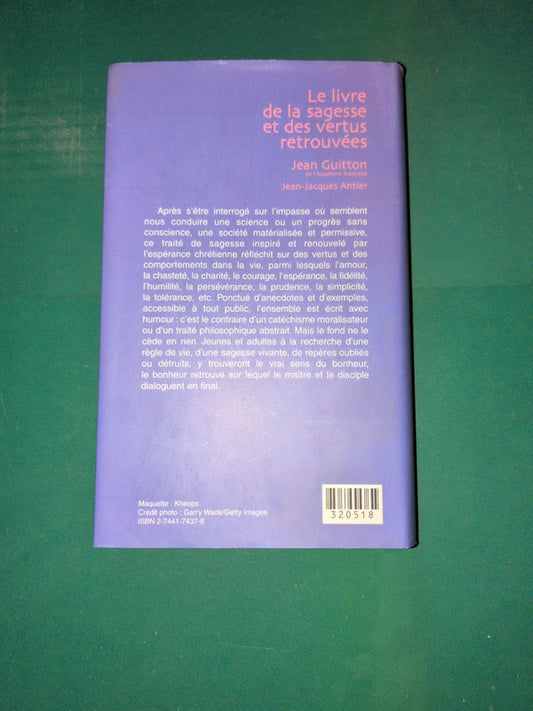 Le livre
de la sagesse
et des vertus
retrouvées
Jean Guitton
de l'Académie française
Jean-Jacques Antier
Après s'être interrogé sur l'impasse où semblent
nous conduire une science ou un progrès sans
conscience, une société matérialisée et permissive,
ce traité de sagesse inspiré et renouvelé par
l'espérance chrétienne réfléchit sur des vertus et des
comportements dans la vie, parmi lesquels l'amour,
la chasteté, la charité, le courage, l'espérance, la fidélité,
l'humilité, la persévérance, la prudence, la simplicité,
la tolérance, etc. Ponctué d'anecdotes et d'exemples,
accessible à tout public, l'ensemble est écrit avec
humour : c'est le contraire d'un catéchisme moralisateur
ou d'un traité philosophique abstrait. Mais le fond ne le
cède en rien. Jeunes et adultes à la recherche d'une
règle de vie, d'une sagesse vivante, de repères oubliés
ou détruits, y trouveront le vrai sens du bonheur,
le bonheur retrouvé sur lequel le maître et le disciple
dialoguent en final.
Maquette : Khéops
Crédit photo : Garry Wade/Getty Images
ISBN 2-7441-7437-8
320518